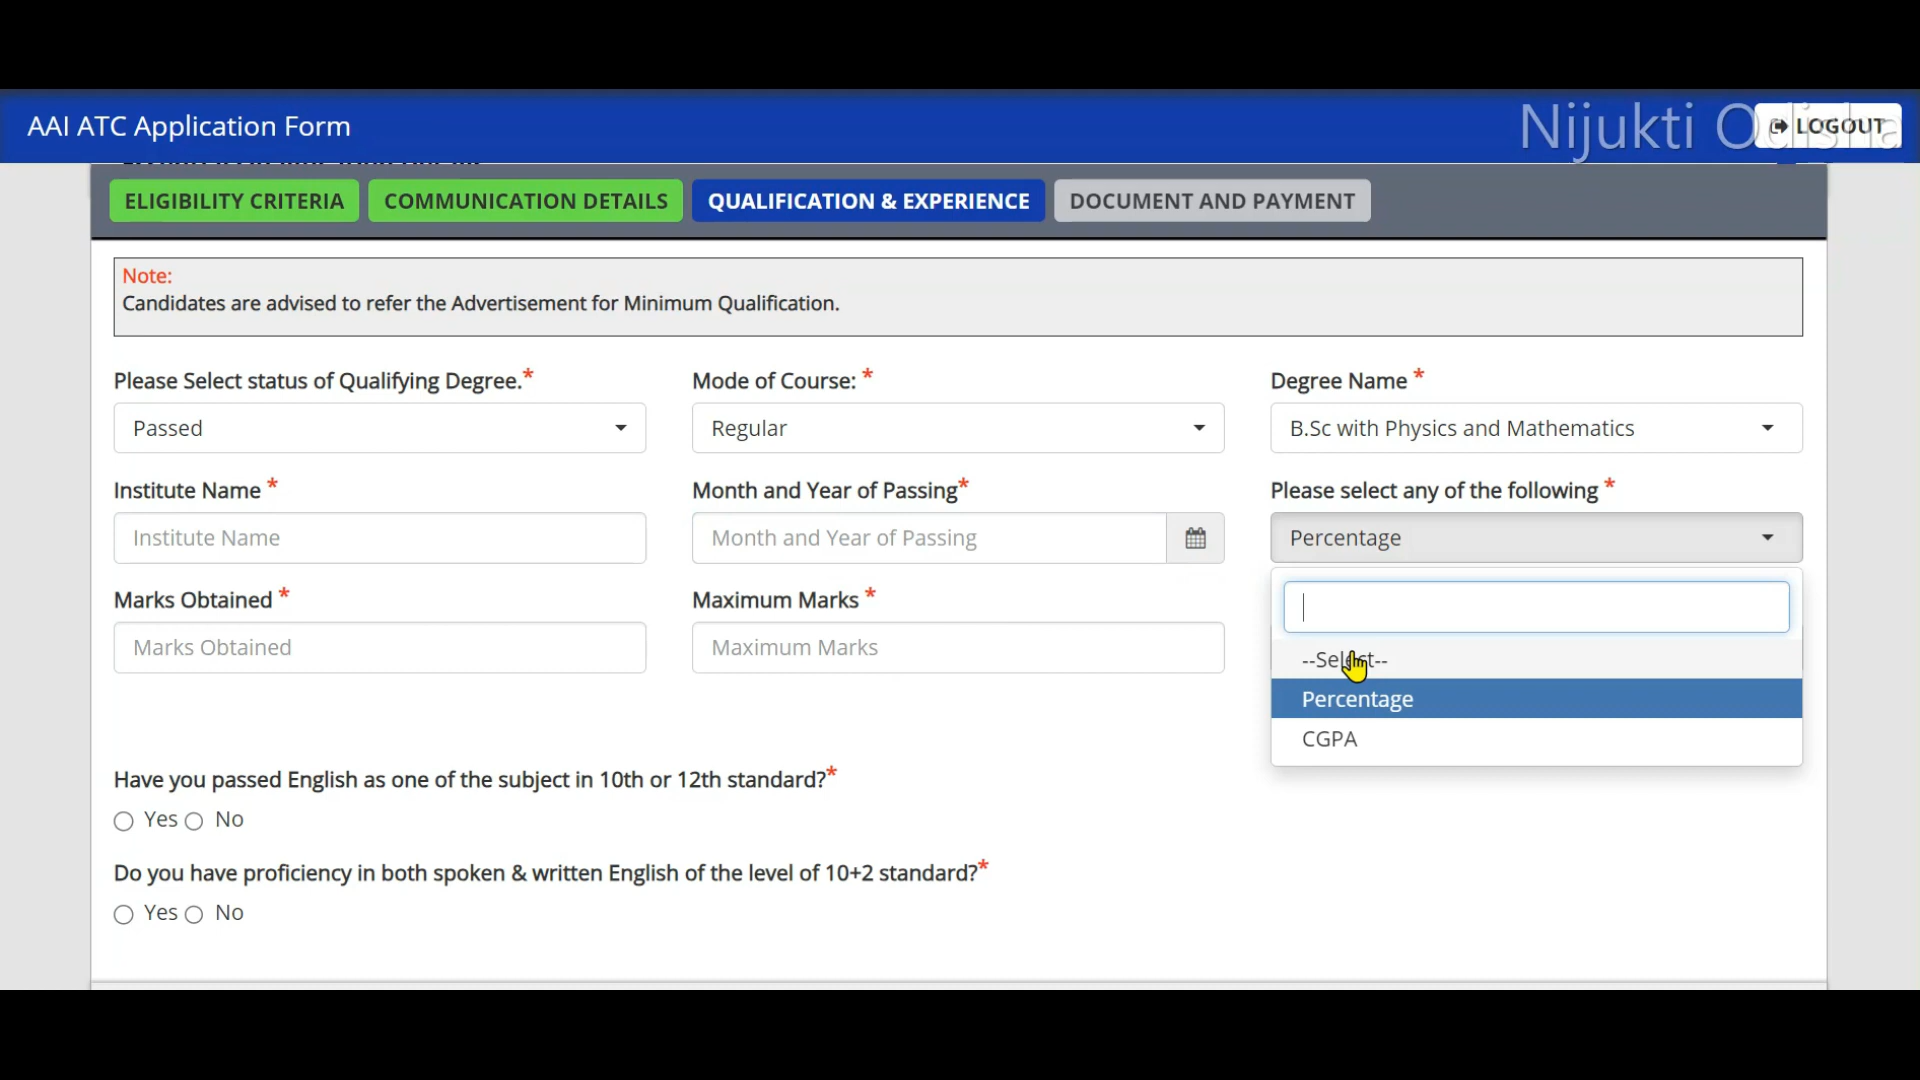 AAI ATC Application Form
Nijukti Odisha
LOGOUT
ELIGIBILITY CRITERIA
COMMUNICATION DETAILS
QUALIFICATION & EXPERIENCE
DOCUMENT AND PAYMENT
Note:
Candidates are advised to refer the Advertisement for Minimum Qualification.
Please Select status of Qualifying Degree.*
Mode of Course: *
Degree Name *
Passed
Regular
B.Sc with Physics and Mathematics
Institute Name *
Month and Year of Passing*
Please select any of the following *
Institute Name
Month and Year of Passing
Percentage
Marks Obtained *
Maximum Marks *
Marks Obtained
Maximum Marks
--Select--
Percentage
CGPA
Have you passed English as one of the subject in 10th or 12th standard?*
Yes No
Do you have proficiency in both spoken & written English of the level of 10+2 standard?*
Yes No